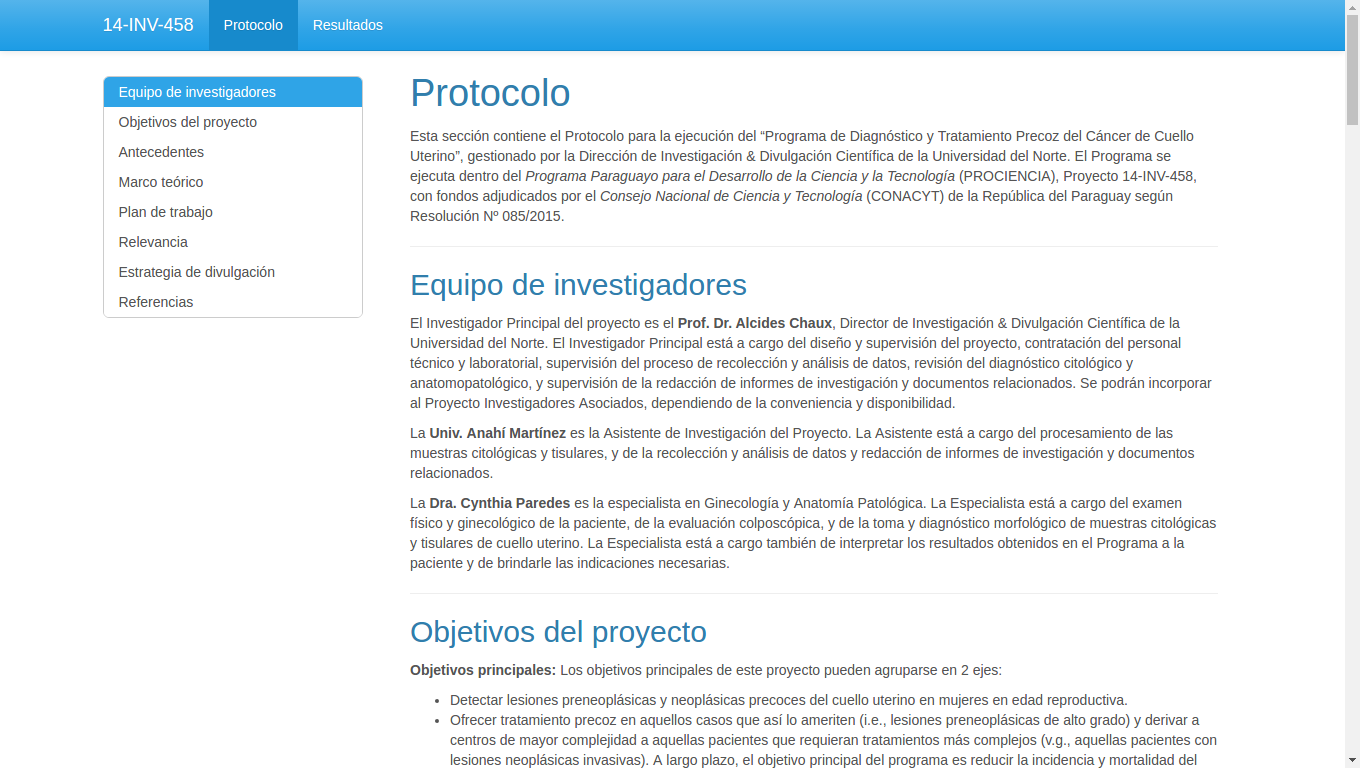 14-INV-458 Protocolo Resultados
Equipo de investigadores
Objetivos del proyecto
Antecedentes
Marco teórico
Plan de trabajo
Relevancia
Estrategia de divulgación
Referencias
Protocolo
Esta sección contiene el Protocolo para la ejecución del “Programa de Diagnóstico y Tratamiento Precoz del Cáncer de Cuello
Uterino”, gestionado por la Dirección de Investigación & Divulgación Científica de la Universidad del Norte. El Programa se
ejecuta dentro del Programa Paraguayo para el Desarrollo de la Ciencia y la Tecnología (PROCIENCIA), Proyecto 14-INV-458,
con fondos adjudicados por el Consejo Nacional de Ciencia y Tecnología (CONACYT) de la República del Paraguay según
Resolución Nº 085/2015.
Equipo de investigadores
El Investigador Principal del proyecto es el Prof. Dr. Alcides Chaux, Director de Investigación & Divulgación Científica de la
Universidad del Norte. El Investigador Principal está a cargo del diseño y supervisión del proyecto, contratación del personal
técnico y laboratorial, supervisión del proceso de recolección y análisis de datos, revisión del diagnóstico citológico y
anatomopatológico, y supervisión de la redacción de informes de investigación y documentos relacionados. Se podrán incorporar
al Proyecto Investigadores Asociados, dependiendo de la conveniencia y disponibilidad.
La Univ. Anahí Martínez es la Asistente de Investigación del Proyecto. La Asistente está a cargo del procesamiento de las
muestras citológicas y tisulares, y de la recolección y análisis de datos y redacción de informes de investigación y documentos
relacionados.
La Dra. Cynthia Paredes es la especialista en Ginecología y Anatomía Patológica. La Especialista está a cargo del examen
físico y ginecológico de la paciente, de la evaluación colposcópica, y de la toma y diagnóstico morfológico de muestras citológicas
y tisulares de cuello uterino. La Especialista está a cargo también de interpretar los resultados obtenidos en el Programa a la
paciente y de brindarle las indicaciones necesarias.
Objetivos del proyecto
Objetivos principales: Los objetivos principales de este proyecto pueden agruparse en 2 ejes:
• Detectar lesiones preneoplásicas y neoplásicas precoces del cuello uterino en mujeres en edad reproductiva.
• Ofrecer tratamiento precoz en aquellos casos que así lo ameriten (i.e., lesiones preneoplásicas de alto grado) y derivar a
centros de mayor complejidad a aquellas pacientes que requieran tratamientos más complejos (v.g., aquellas pacientes con
lesiones neoplásicas invasivas). A largo plazo, el objetivo principal del programa es reducir la incidencia y mortalidad del